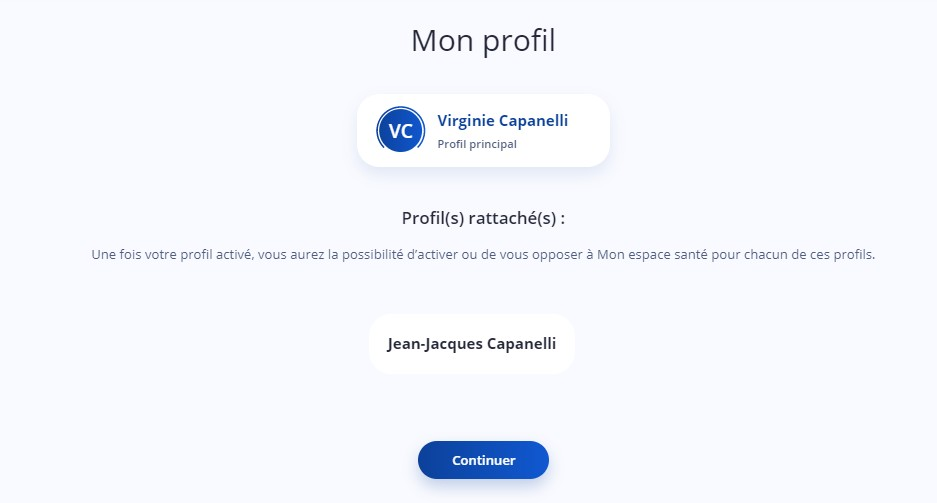 Mon profil
VC
Virginie Capanelli
Profil principal
Profil(s) rattaché(s) :
Une fois votre profil activé, vous aurez la possibilité d’activer ou de vous opposer à Mon espace santé pour chacun de ces profils.
Jean-Jacques Capanelli
Continuer